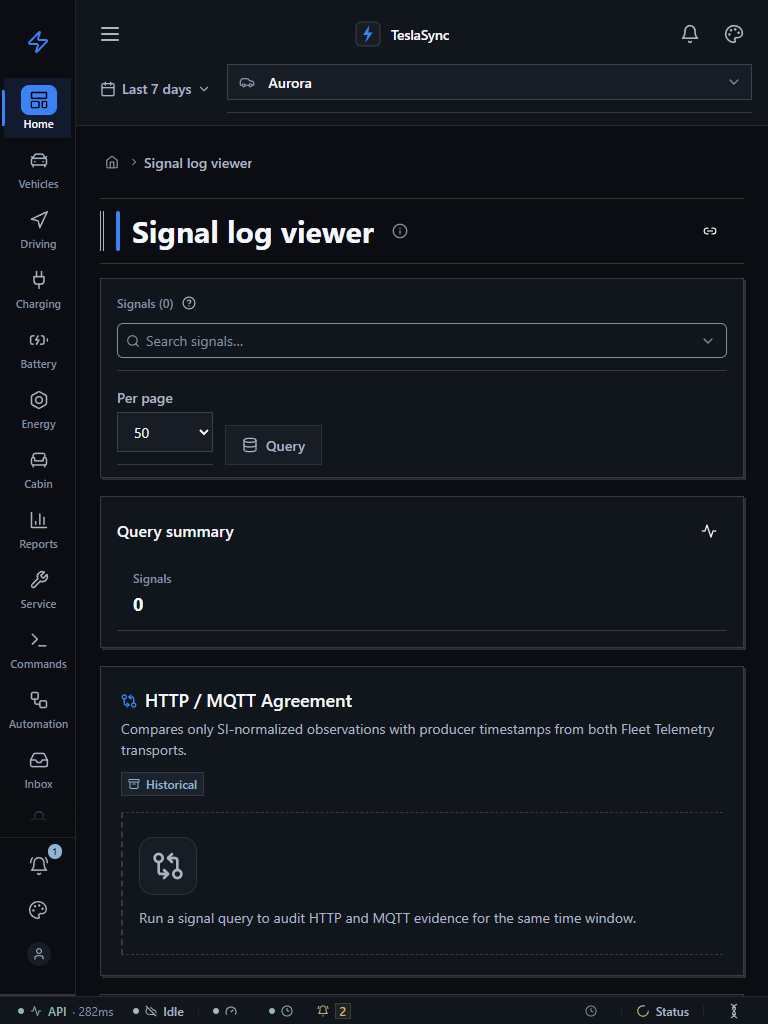 TeslaSync
Last 7 days
Aurora
Home
Vehicles
Driving
Charging
Battery
Energy
Cabin
Reports
Service
Commands
Automation
Inbox
1
Signal log viewer
Signal log viewer
Signals (0)
Search signals...
Per page
50
Query
Query summary
Signals
0
HTTP / MQTT Agreement
Compares only SI-normalized observations with producer timestamps from both Fleet Telemetry
transports.
Historical
Run a signal query to audit HTTP and MQTT evidence for the same time window.
API · 282ms
Idle
2
Status